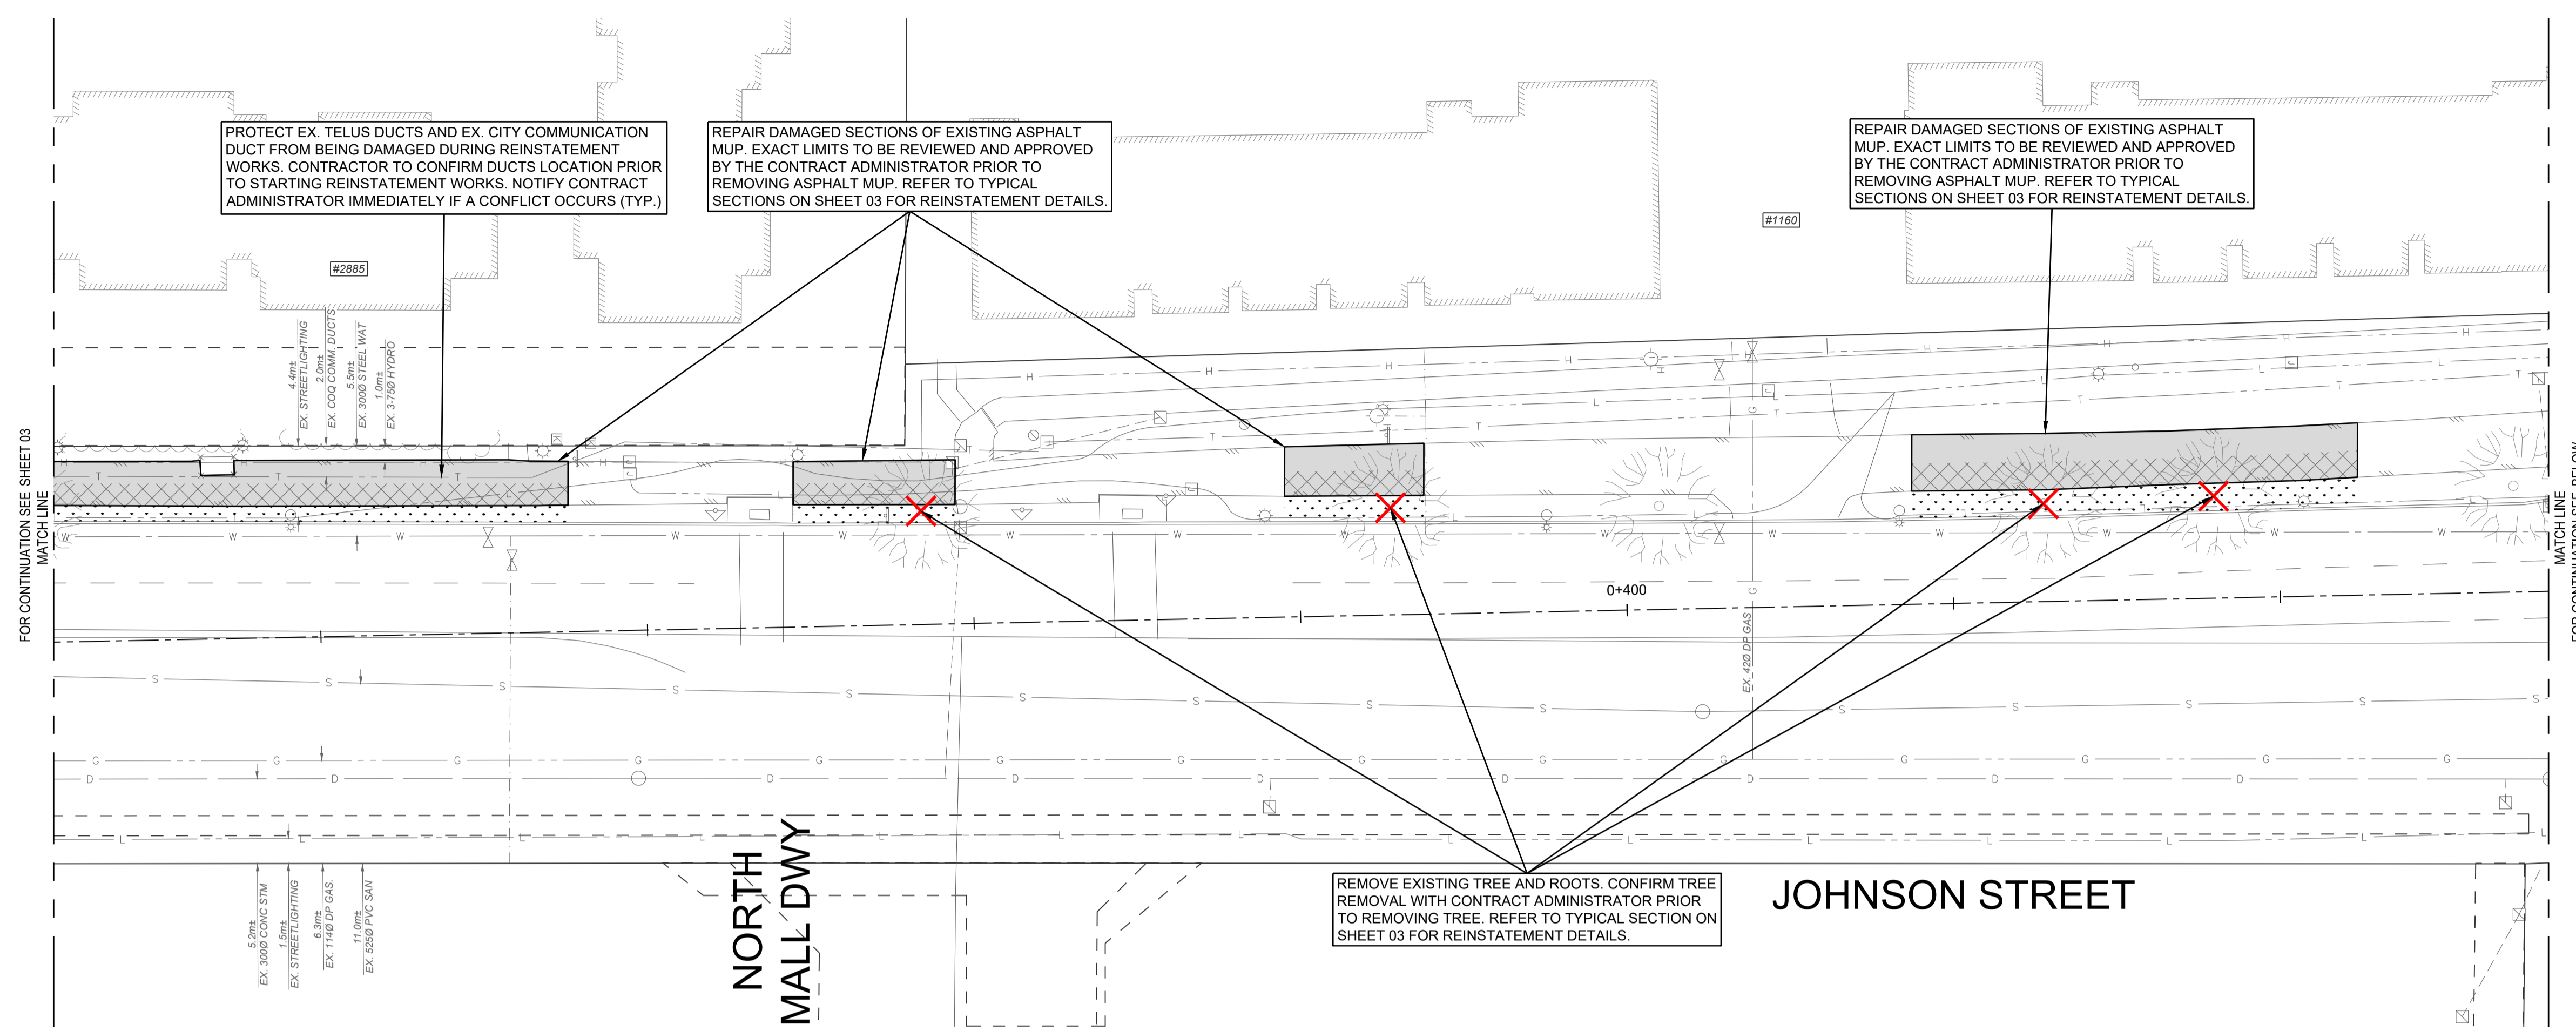 PROTECT EX. TELUS DUCTS AND EX. CITY COMMUNICATION
DUCT FROM BEING DAMAGED DURING REINSTATEMENT
WORKS. CONTRACTOR TO CONFIRM DUCTS LOCATION PRIOR
TO STARTING REINSTATEMENT WORKS. NOTIFY CONTRACT
ADMINISTRATOR IMMEDIATELY IF A CONFLICT OCCURS (TYP.)
REPAIR DAMAGED SECTIONS OF EXISTING ASPHALT
MUP. EXACT LIMITS TO BE REVIEWED AND APPROVED
BY THE CONTRACT ADMINISTRATOR PRIOR TO
REMOVING ASPHALT MUP. REFER TO TYPICAL
SECTIONS ON SHEET 03 FOR REINSTATEMENT DETAILS.
REPAIR DAMAGED SECTIONS OF EXISTING ASPHALT
MUP. EXACT LIMITS TO BE REVIEWED AND APPROVED
BY THE CONTRACT ADMINISTRATOR PRIOR TO
REMOVING ASPHALT MUP. REFER TO TYPICAL
SECTIONS ON SHEET 03 FOR REINSTATEMENT DETAILS.
#2885
#1160
4.4m±
EX. STREETLIGHTING
2.0m±
EX. COQ COMM. DUCTS
5.5m±
EX. 300Ø STEEL WAT
1.0m±
EX. 3-75Ø HYDRO
FOR CONTINUATION SEE SHEET 03
MATCH LINE
MATCH LINE
FOR CONTINUATION SEE BELOW
0+400
EX. 42Ø DP GAS
5.2m±
EX. 300Ø CONC STM
1.5m±
EX. STREETLIGHTING
6.3m±
EX. 114Ø DP GAS.
11.0m±
EX. 525Ø PVC SAN
NORTH
MALL DWY
REMOVE EXISTING TREE AND ROOTS. CONFIRM TREE
REMOVAL WITH CONTRACT ADMINISTRATOR PRIOR
TO REMOVING TREE. REFER TO TYPICAL SECTION ON
SHEET 03 FOR REINSTATEMENT DETAILS.
JOHNSON STREET